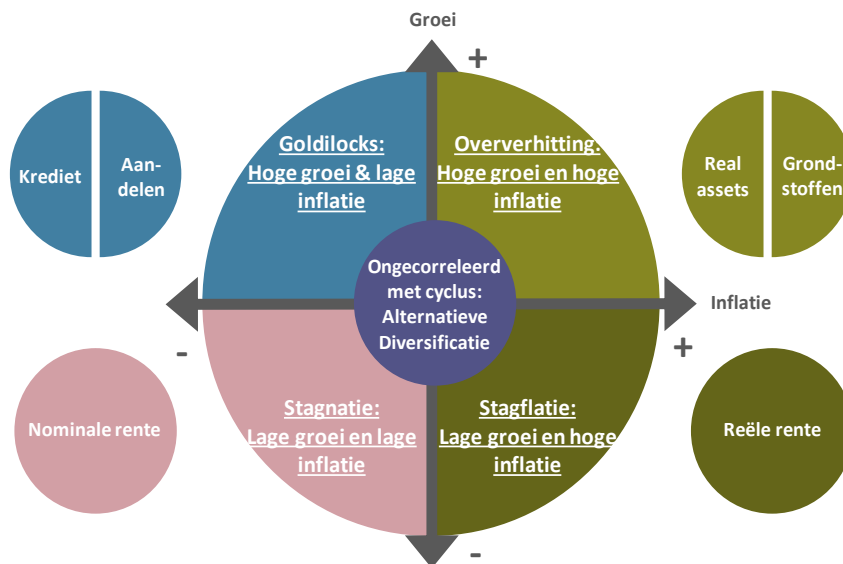 Groei
+
Krediet
Aan-
delen
Goldilocks:
Hoge groei & lage
inflatie
Oververhitting:
Hoge groei en hoge
inflatie
Real
assets
Grond-
stoffen
Ongecorreleerd
met cyclus:
Alternatieve
Diversificatie
Inflatie
-
+
Nominale rente
Stagnatie:
Lage groei en lage
inflatie
Stagflatie:
Lage groei en hoge
inflatie
Reële rente
-